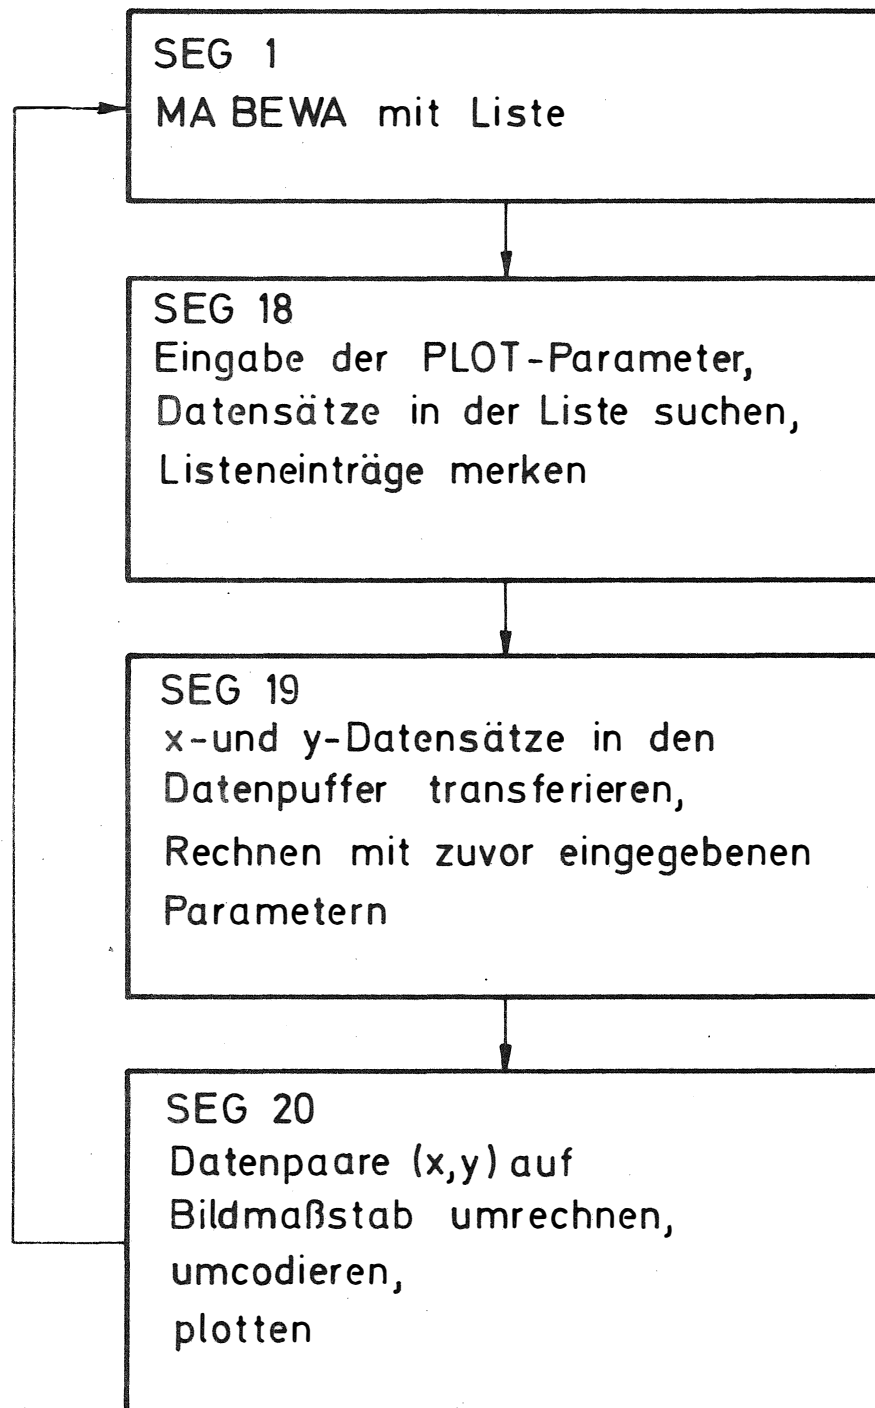 SEG 1
MA BEWA mit Liste
SEG 18
Eingabe der PLOT-Parameter,
Datensätze in der Liste suchen,
Listeneinträge merken
SEG 19
x-und y-Datensätze in den
Datenpuffer transferieren,
Rechnen mit zuvor eingegebenen
Parametern
SEG 20
Datenpaare (x,y) auf
Bildmaßstab umrechnen,
umcodieren,
plotten